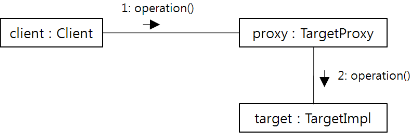 1: operation()
client : Client
proxy : TargetProxy
2: operation()
target : TargetImpl